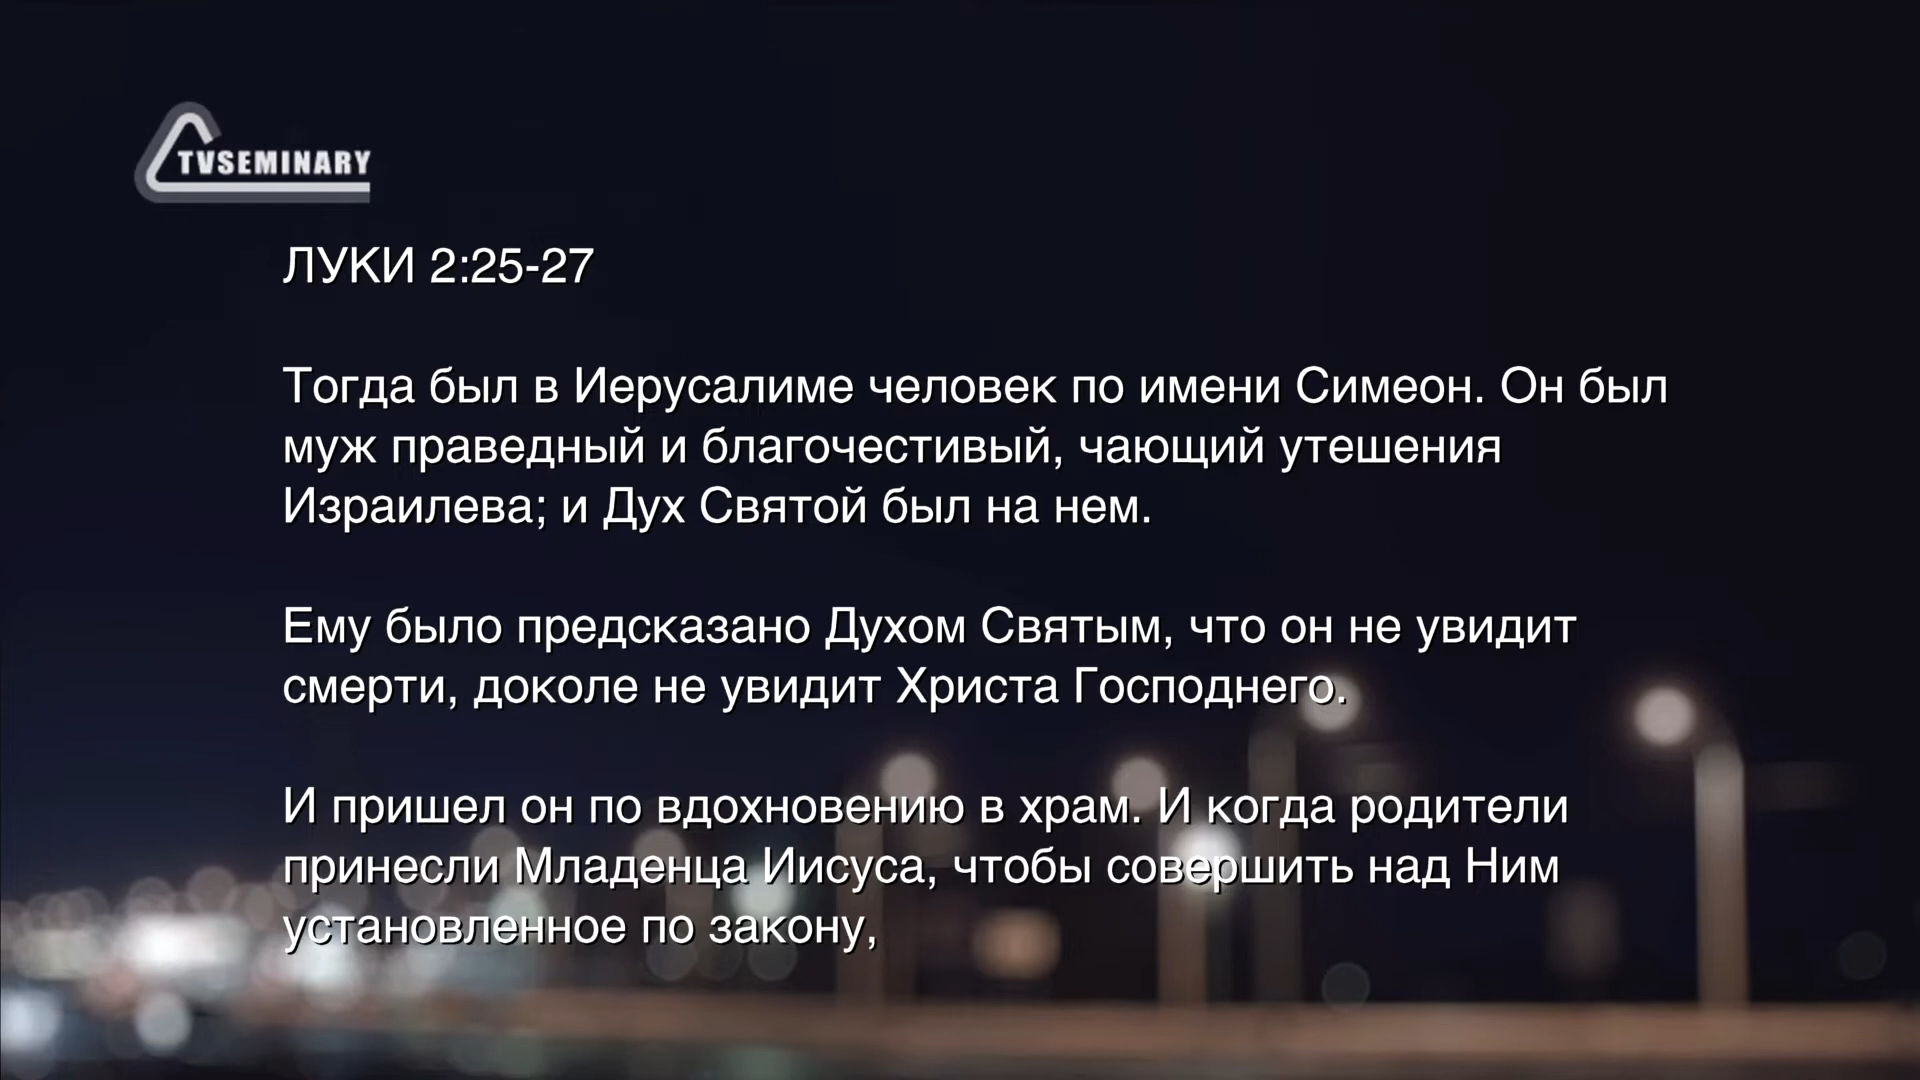 TVSEMINARY
ЛУКИ 2:25-27
Тогда был в Иерусалиме человек по имени Симеон. Он был
муж праведный и благочестивый, чающий утешения
Израилева; и Дух Святой был на нем.
Ему было предсказано Духом Святым, что он не увидит
смерти, доколе не увидит Христа Господнего.
И пришел он по вдохновению в храм. И когда родители
принесли Младенца Иисуса, чтобы совершить над Ним
установленное по закону,